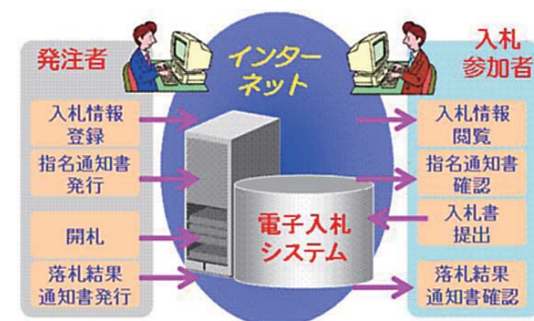 発注者
入札情報
登録
指名通知書
発行
開札
落札結果
通知書発行
インター
ネット
電子入札
システム
入札
参加者
入札情報
閲覧
指名通知書
確認
入札書
提出
落札結果
通知書確認